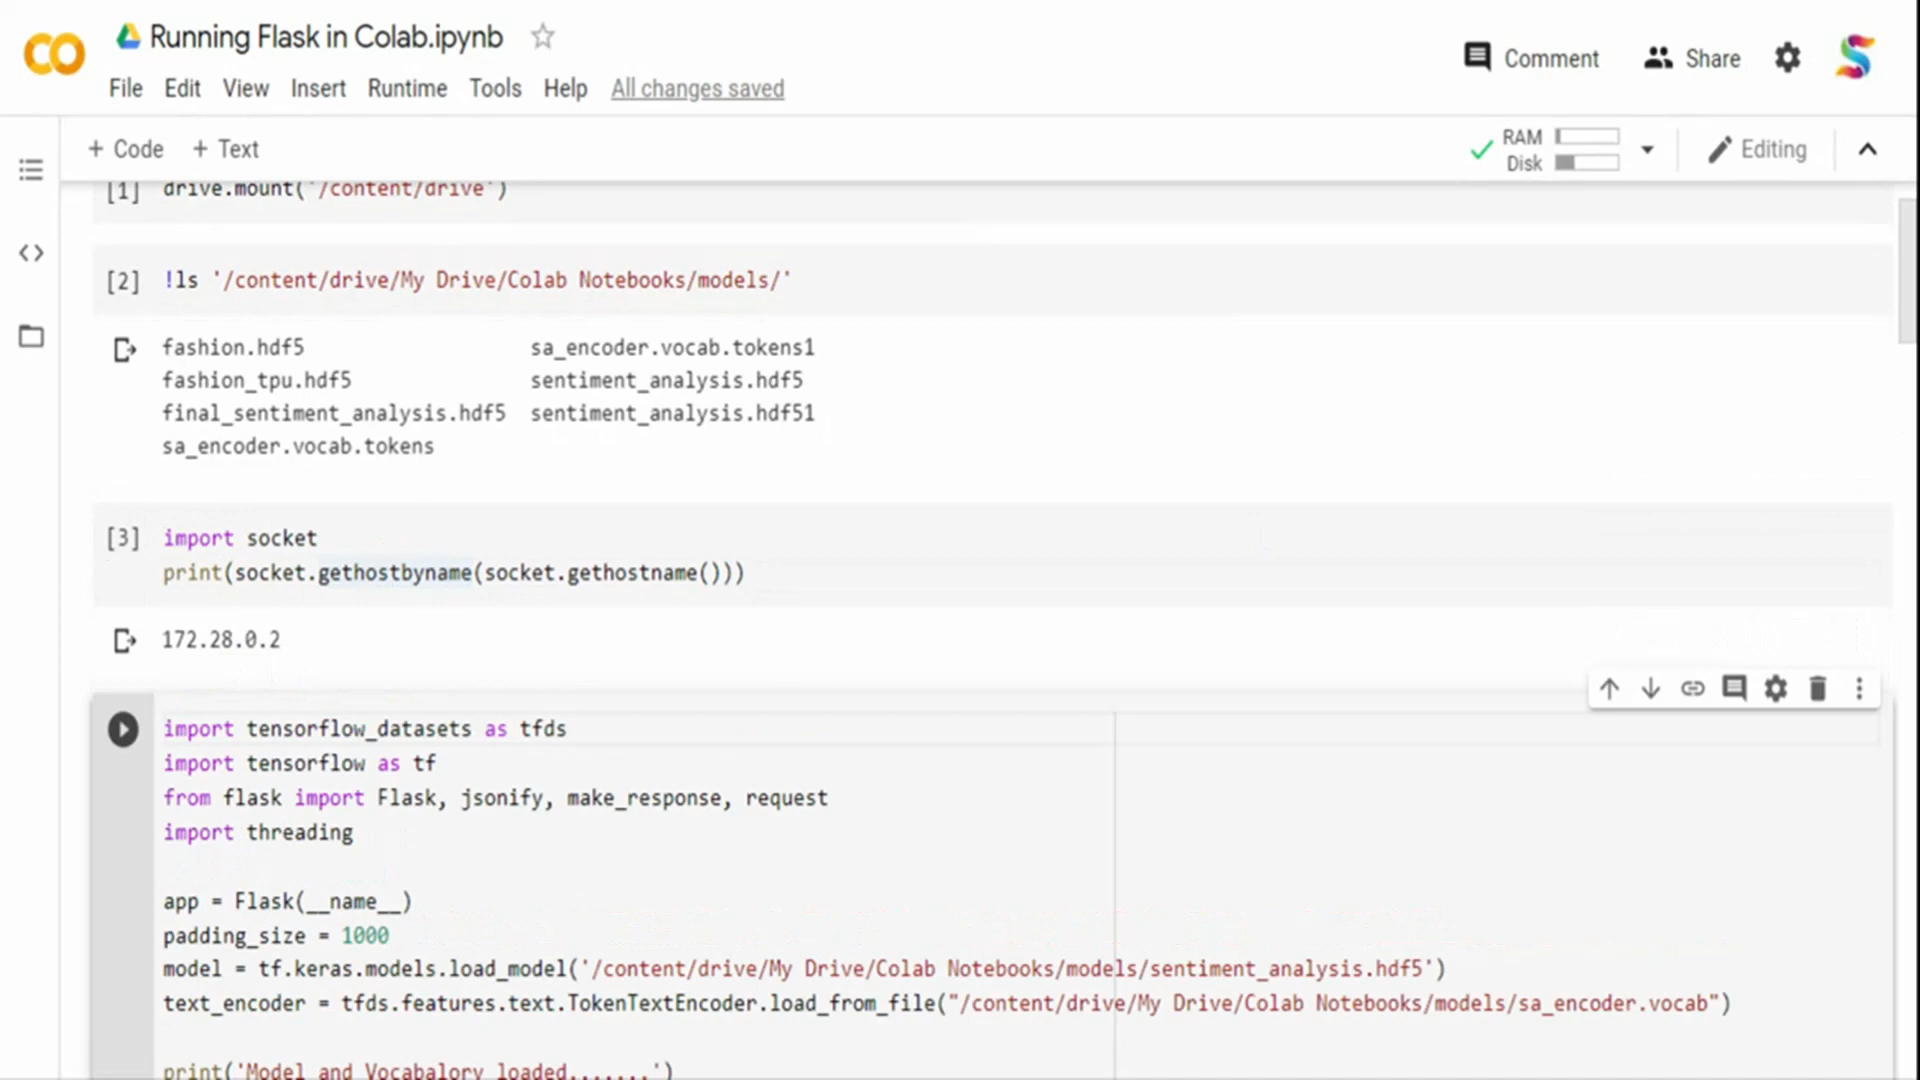 Running Flask in Colab.ipynb
File Edit View Insert Runtime Tools Help All changes saved
Comment Share
+ Code + Text
RAM
Disk
Editing
[1] drive.mount('/content/drive')
[2] !ls '/content/drive/My Drive/Colab Notebooks/models/'
fashion.hdf5 sa_encoder.vocab.tokens1
fashion_tpu.hdf5 sentiment_analysis.hdf5
final_sentiment_analysis.hdf5 sentiment_analysis.hdf51
sa_encoder.vocab.tokens
[3] import socket
print(socket.gethostbyname(socket.gethostname()))
172.28.0.2
import tensorflow_datasets as tfds
import tensorflow as tf
from flask import Flask, jsonify, make_response, request
import threading
app = Flask(__name__)
padding_size = 1000
model = tf.keras.models.load_model('/content/drive/My Drive/Colab Notebooks/models/sentiment_analysis.hdf5')
text_encoder = tfds.features.text.TokenTextEncoder.load_from_file("/content/drive/My Drive/Colab Notebooks/models/sa_encoder.vocab")
print('Model and Vocabalory loaded.......')